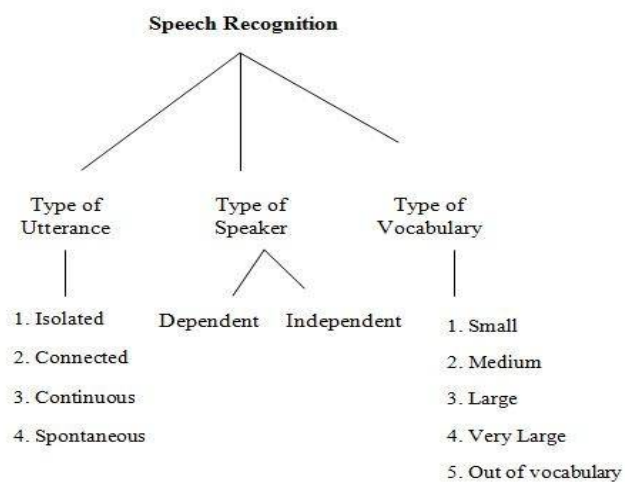 Speech Recognition
Type of
Utterance
Type of
Speaker
Type of
Vocabulary
1. Isolated
2. Connected
3. Continuous
4. Spontaneous
Dependent
Independent
1. Small
2. Medium
3. Large
4. Very Large
5. Out of vocabulary